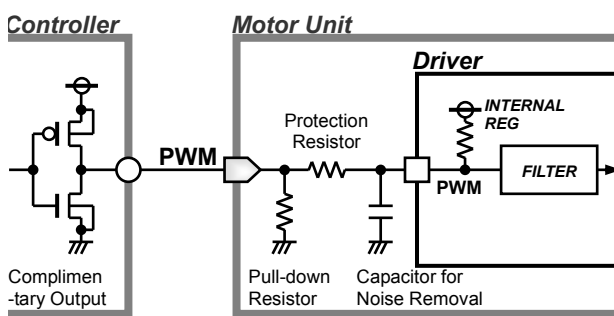 Controller
Motor Unit
Driver
INTERNAL
REG
Protection
Resistor
PWM
PWM
FILTER
Complimen
-tary Output
Pull-down
Resistor
Capacitor for
Noise Removal